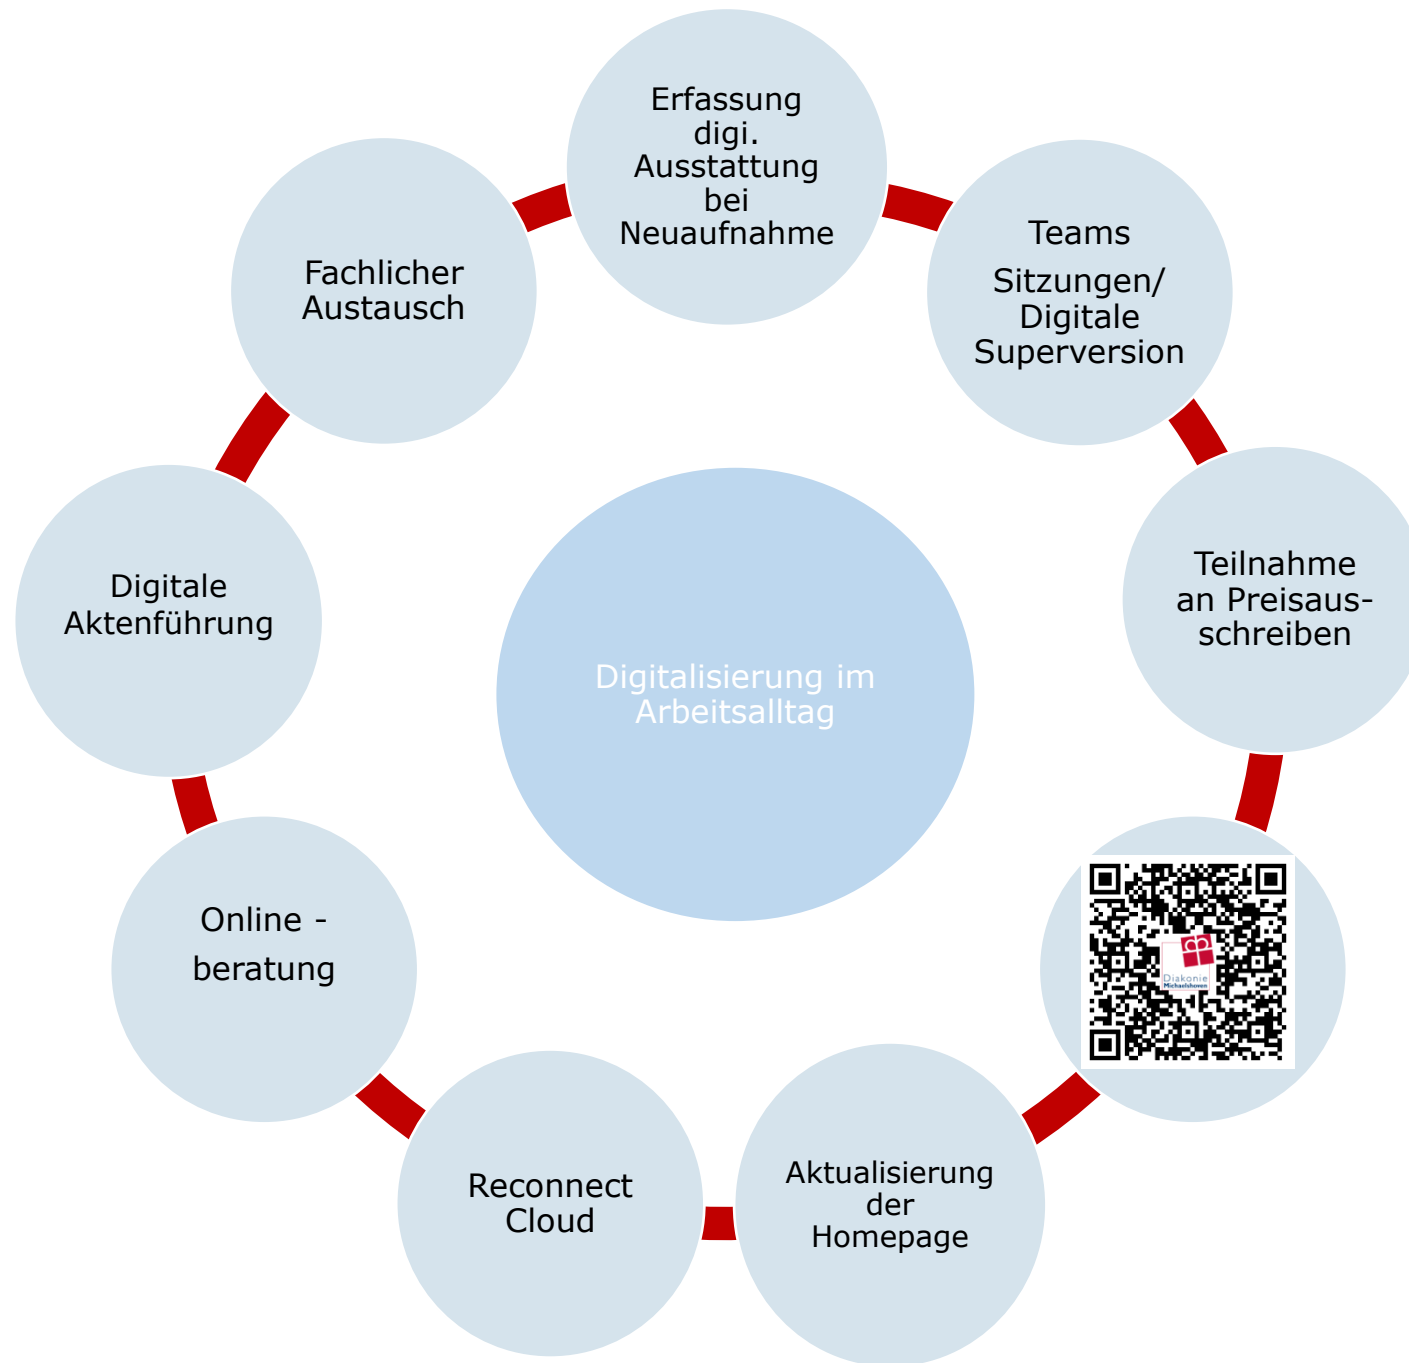 Erfassung
digi.
Ausstattung
bei
Neuaufnahme
Teams
Sitzungen/
Digitale
Superversion
Teilnahme
an Preisaus-
schreiben
Diakonie
Michaelshoven
Aktualisierung
der
Homepage
Reconnect
Cloud
Online -
beratung
Digitale
Aktenführung
Fachlicher
Austausch
Digitalisierung im
Arbeitsalltag